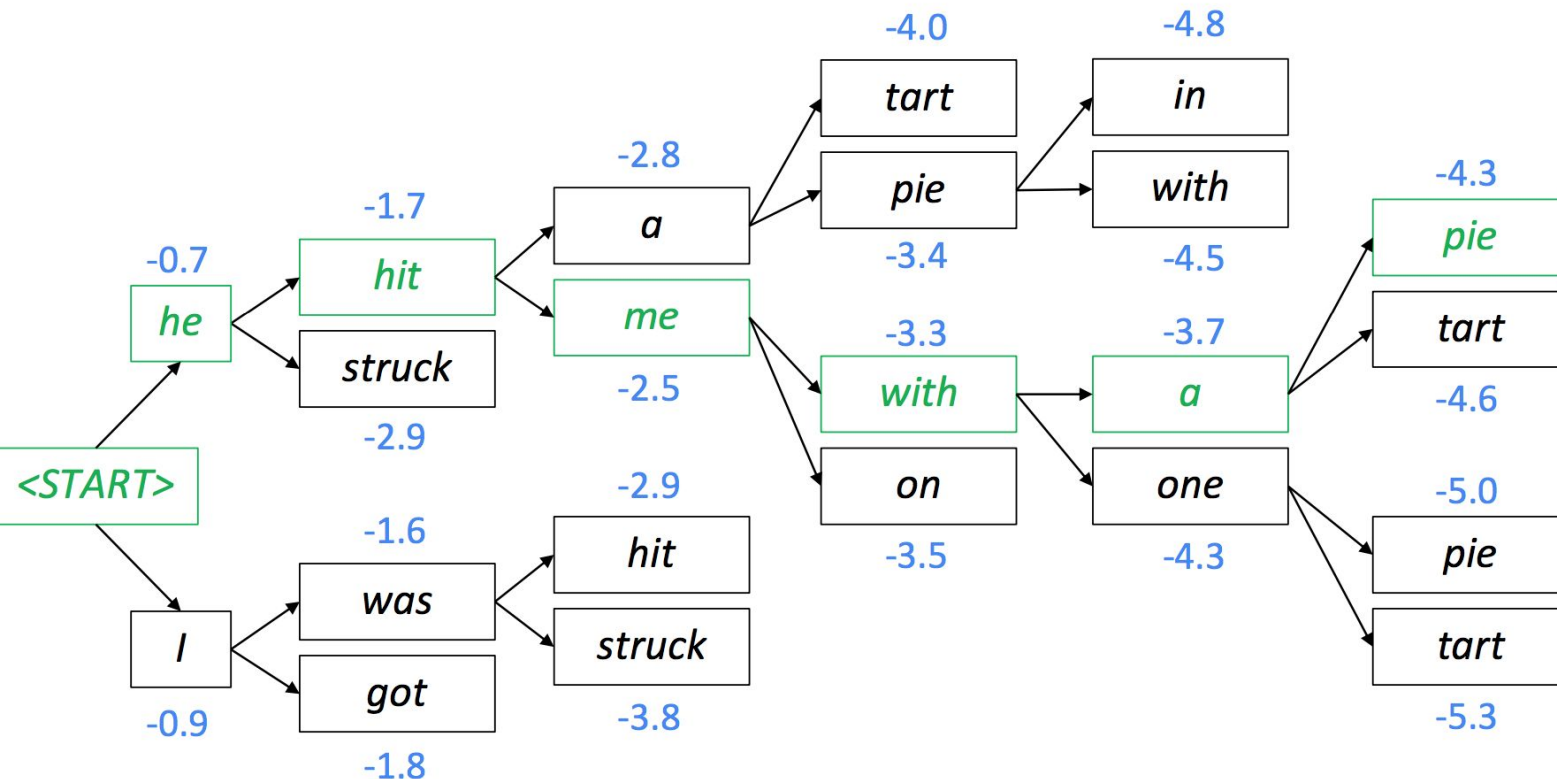 -4.0
-4.8
tart
in
-2.8
-4.3
-1.7
pie
with
a
pie
-0.7
-3.4
-4.5
hit
he
me
-3.3
-3.7
tart
struck
-2.5
with
a
-4.6
-2.9
<START>
-2.9
on
one
-5.0
-1.6
hit
-3.5
-4.3
pie
was
I
struck
tart
got
-0.9
-3.8
-5.3
-1.8